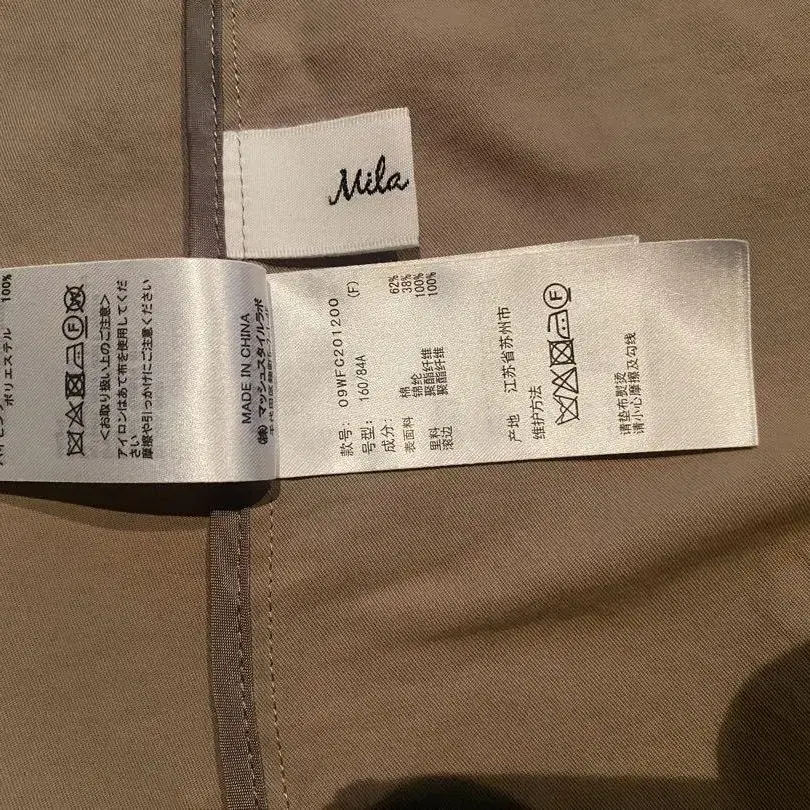 Mila
100%
ポリエステル
<お取り扱い上のご注意>
アイロンはあて布を使用してくだ
さい
摩擦や引っかけにご注意ください
MADE IN CHINA
(株)マッシュスタイルラボ
款号: 09WFC201200
号型: 160/84A (F)
成分:
表面料 棉 62%
锦纶 38%
里料 聚酯纤维 100%
滚边 聚酯纤维 100%
产地 江苏省苏州市
维护方法
请垫布熨烫
请小心摩擦及勾线